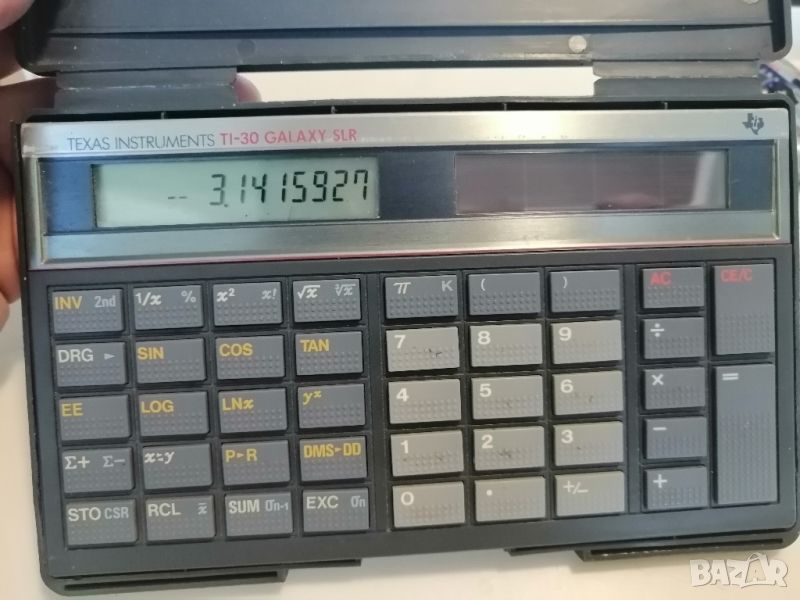 TEXAS INSTRUMENTS TI-30 GALAXY SLR
-- 3.1415927
INV 2nd 1/x % x² x! √x ∛x π K ( ) AC CE/C
DRG ► SIN COS TAN 7 8 9 ÷
EE LOG LNx yˣ 4 5 6 × =
Σ+ Σ− x⇄y P►R DMS►DD 1 2 3 −
STO CSR RCL x̄ SUM σn-1 EXC σn 0 . +/− +
BAZAR